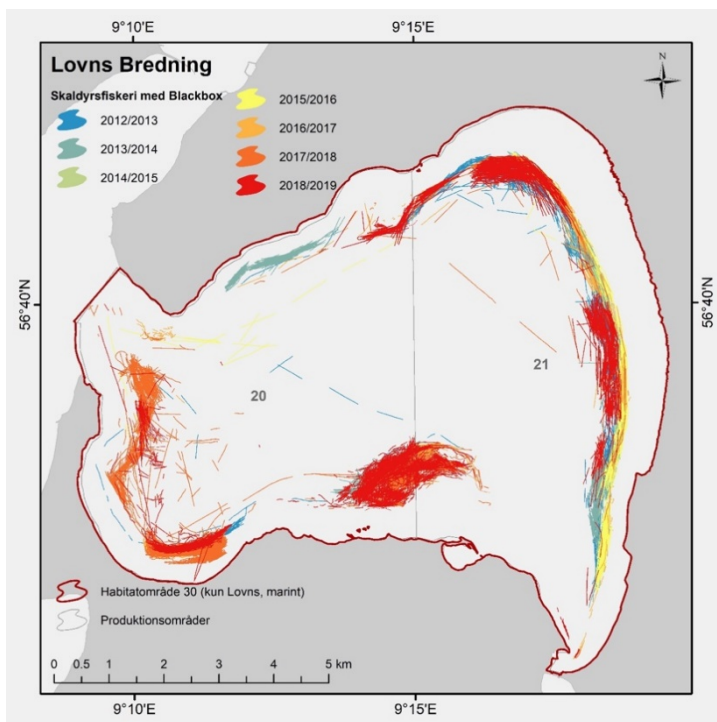 9°10'E
9°15'E
Lovns Bredning
N
Skaldyrsfiskeri med Blackbox
2012/2013
2013/2014
2014/2015
2015/2016
2016/2017
2017/2018
2018/2019
56°40'N
56°40'N
21
20
Habitatområde 30 (kun Lovns, marint)
Produktionsområder
0 0.5 1 2 3 4 5 km
9°10'E
9°15'E